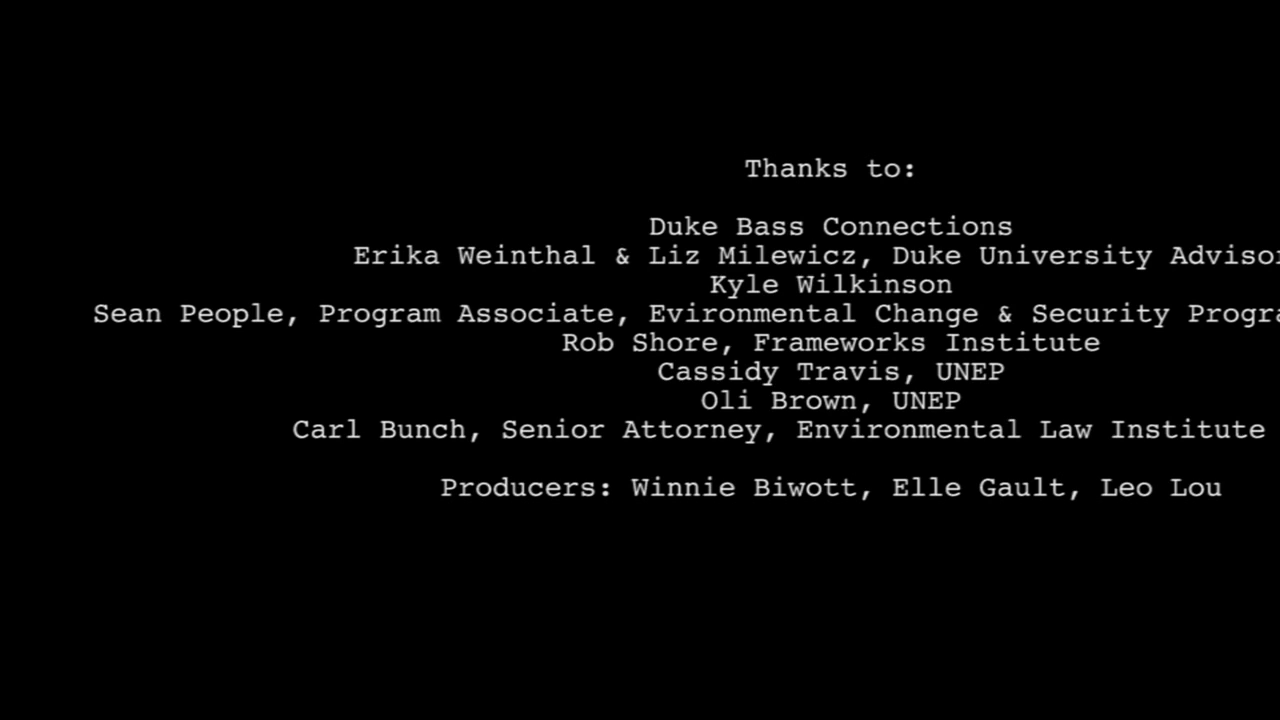 Thanks to:
Duke Bass Connections
Erika Weinthal & Liz Milewicz, Duke University Adviso
Kyle Wilkinson
Sean People, Program Associate, Evironmental Change & Security Progra
Rob Shore, Frameworks Institute
Cassidy Travis, UNEP
Oli Brown, UNEP
Carl Bunch, Senior Attorney, Environmental Law Institute
Producers: Winnie Biwott, Elle Gault, Leo Lou